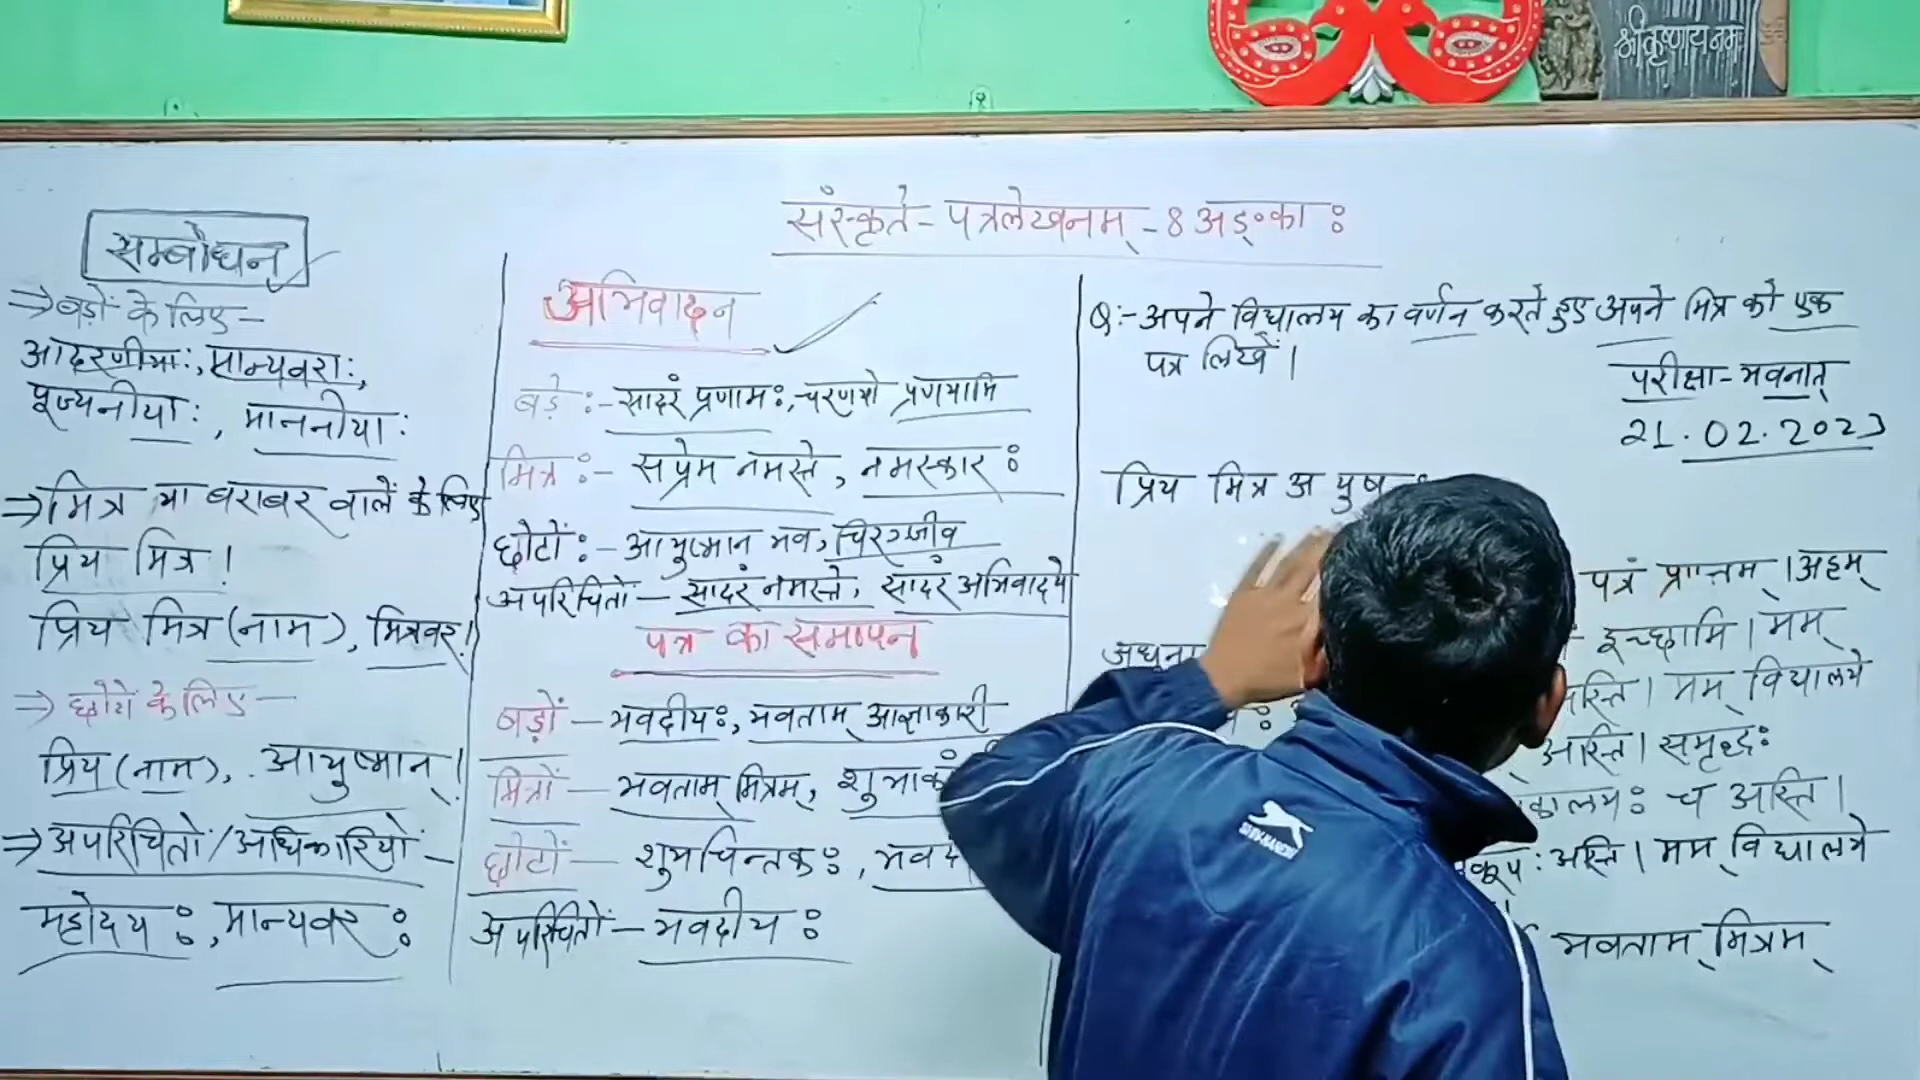 श्रीकृष्णाय नमः
संस्कृते - पत्रलेखनम् - 8 अङ्काः
सम्बोधन
⇒ बड़ों के लिए -
आदरणीयाः, मान्यवराः,
पूज्यनीयाः, माननीयाः
⇒ मित्र या बराबर वालें के लिए
प्रिय मित्र !
प्रिय मित्र (नाम), मित्रवर !
⇒ छोटों के लिए -
प्रिय (नाम), आयुष्मान् !
⇒ अपरिचितों/अधिकारियों -
महोदयः, मान्यवरः
अभिवादन
बड़े :- सादरं प्रणामः, चरणयो प्रणमामि
मित्र :- सप्रेम नमस्ते, नमस्कारः
छोटों :- आयुष्मान भव, चिरञ्जीव
अपरिचितों - सादरं नमस्ते, सादरं अभिवादये
पत्र का समापन
बड़ों - भवदीयः, भवताम् आज्ञाकारी
मित्रों - भवताम् मित्रम्,
छोटों - शुभचिन्तकः,
अपरिचितों - भवदीयः
Q:- अपने विद्यालय का वर्णन करते हुए अपने मित्र को एक
पत्र लिखें।
परीक्षा - भवनात्
21.02.2023
प्रिय मित्र
पत्रं प्राप्तम्। अहम्
अधुना इच्छामि। मम्
अस्ति। मम् विद्यालये
अस्ति। समृद्धः
च अस्ति।
अस्ति। मम् विद्यालये
भवताम् मित्रम्